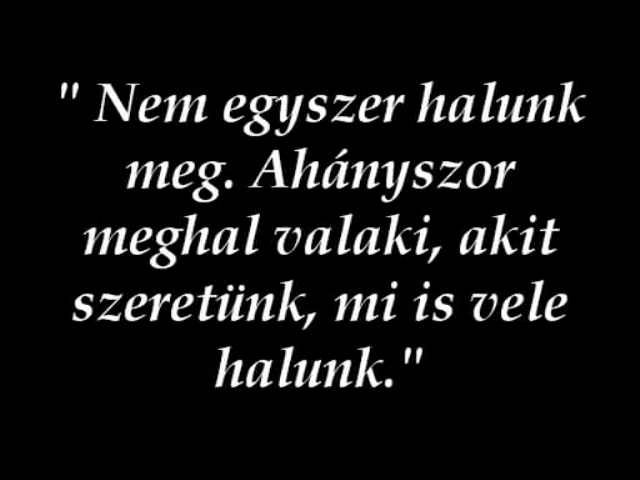 " Nem egyszer halunk
meg. Ahányszor
meghal valaki, akit
szeretünk, mi is vele
halunk."